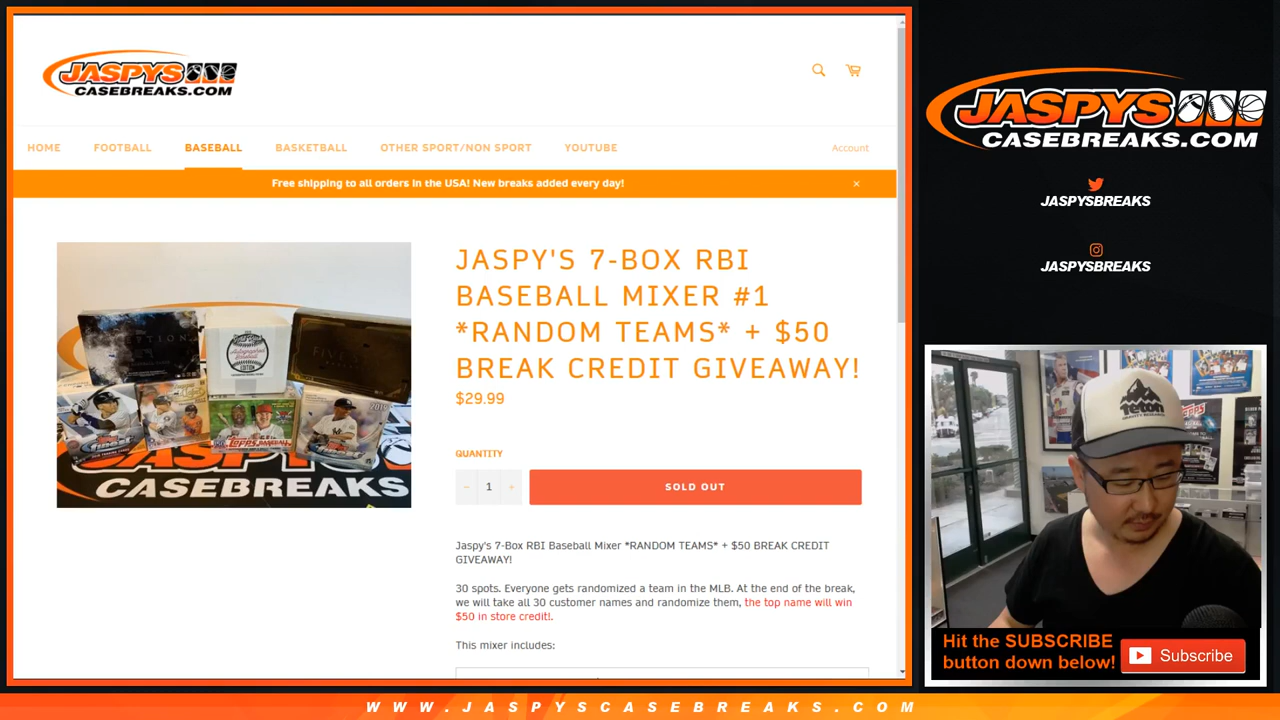 JASPYS
CASEBREAKS.COM
HOME FOOTBALL BASEBALL BASKETBALL OTHER SPORT/NON SPORT YOUTUBE Account
Free shipping to all orders in the USA! New breaks added every day! ×
JASPY'S 7-BOX RBI
BASEBALL MIXER #1
*RANDOM TEAMS* + $50
BREAK CREDIT GIVEAWAY!
$29.99
QUANTITY
− 1 +
SOLD OUT
Jaspy's 7-Box RBI Baseball Mixer *RANDOM TEAMS* + $50 BREAK CREDIT
GIVEAWAY!
30 spots. Everyone gets randomized a team in the MLB. At the end of the break,
we will take all 30 customer names and randomize them, the top name will win
$50 in store credit!.
This mixer includes:
EDITION
TOPPS BASEBALL
CASEBREAKS.COM
JASPYS
CASEBREAKS.COM
JASPYSBREAKS
JASPYSBREAKS
teton
Hit the SUBSCRIBE
button down below!
Subscribe
WWW.JASPYSCASEBREAKS.COM